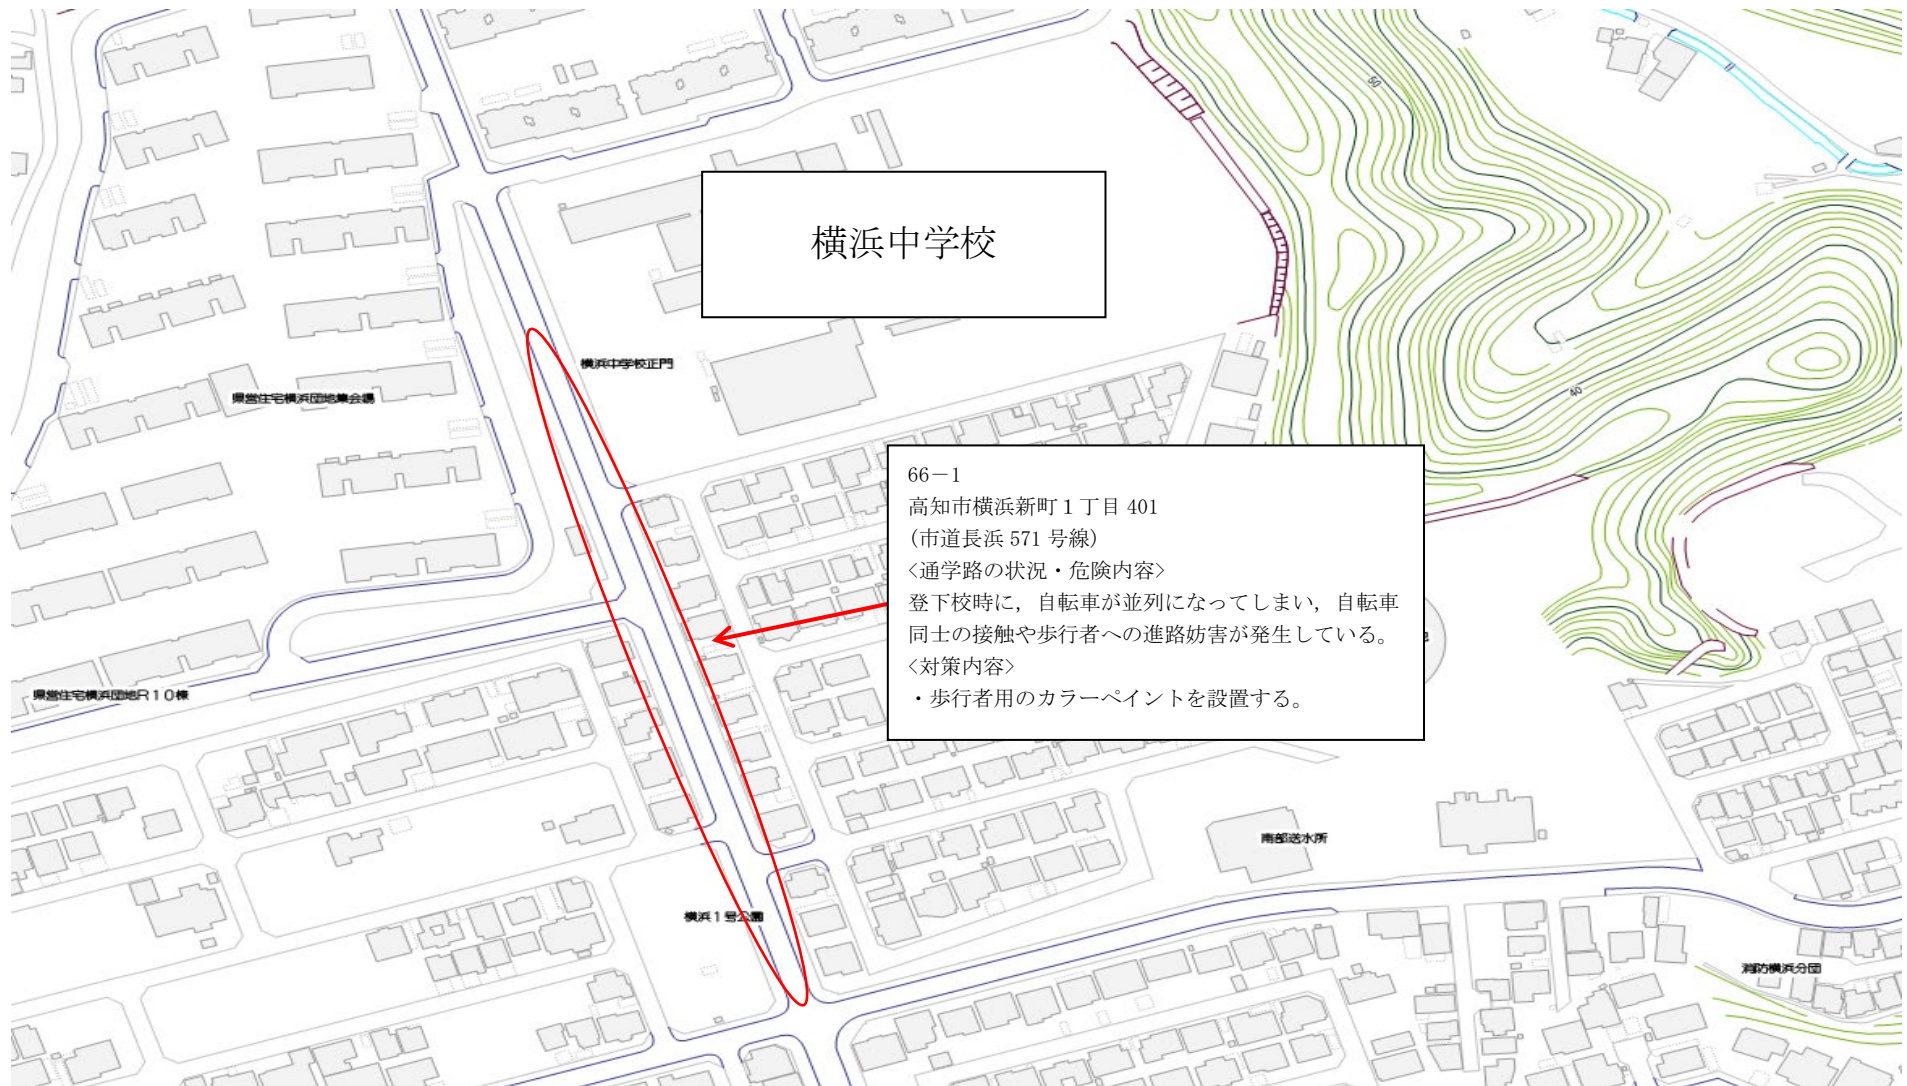 60
横浜中学校
横浜中学校正門
県営住宅横浜団地集会場
40
66－1
高知市横浜新町１丁目 401
(市道長浜 571 号線)
<通学路の状況・危険内容>
登下校時に，自転車が並列になってしまい，自転車
同士の接触や歩行者への進路妨害が発生している。
<対策内容>
・歩行者用のカラーペイントを設置する。
県営住宅横浜団地R１０棟
南部送水所
横浜１号公園
消防横浜分団